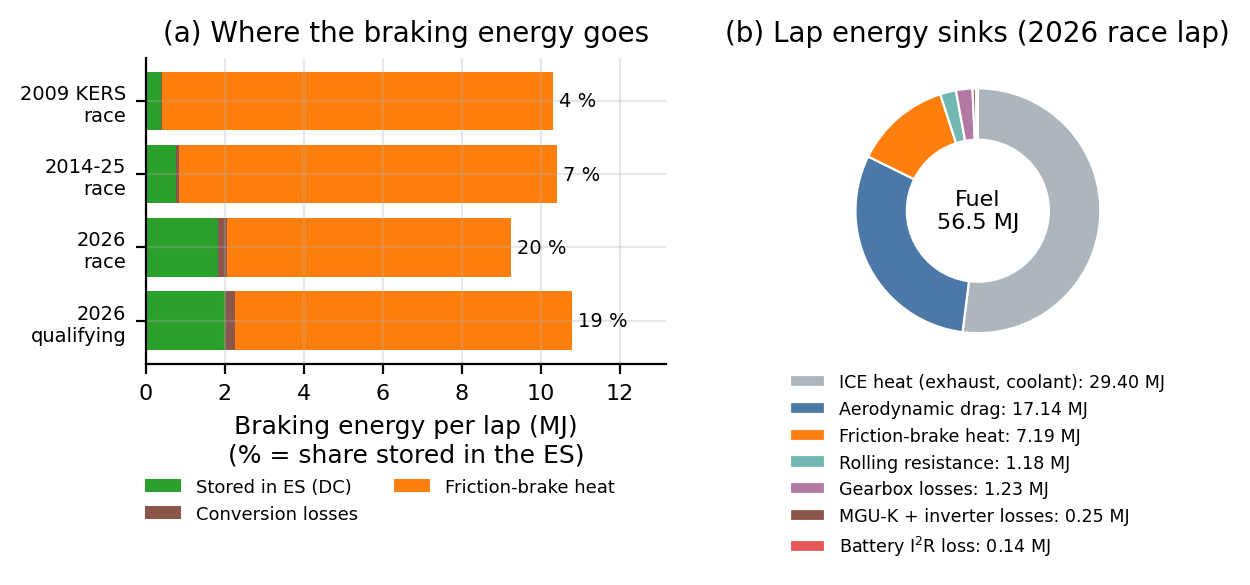 (a) Where the braking energy goes
2009 KERS
race
4 %
2014-25
race
7 %
2026
race
20 %
2026
qualifying
19 %
0 2 4 6 8 10 12
Braking energy per lap (MJ)
(% = share stored in the ES)
Stored in ES (DC)
Friction-brake heat
Conversion losses
(b) Lap energy sinks (2026 race lap)
Fuel
56.5 MJ
ICE heat (exhaust, coolant): 29.40 MJ
Aerodynamic drag: 17.14 MJ
Friction-brake heat: 7.19 MJ
Rolling resistance: 1.18 MJ
Gearbox losses: 1.23 MJ
MGU-K + inverter losses: 0.25 MJ
Battery I²R loss: 0.14 MJ